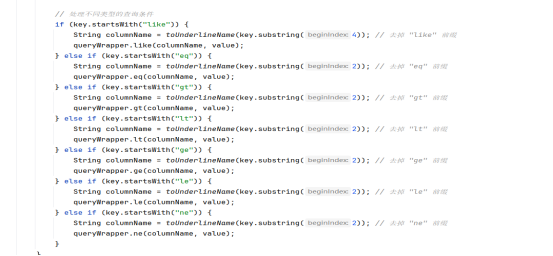 // 处理不同类型的查询条件
if (key.startsWith("like")) {
String columnName = toUnderlineName(key.substring( beginIndex: 4)); // 去掉 "like" 前缀
queryWrapper.like(columnName, value);
} else if (key.startsWith("eq")) {
String columnName = toUnderlineName(key.substring( beginIndex: 2)); // 去掉 "eq" 前缀
queryWrapper.eq(columnName, value);
} else if (key.startsWith("gt")) {
String columnName = toUnderlineName(key.substring( beginIndex: 2)); // 去掉 "gt" 前缀
queryWrapper.gt(columnName, value);
} else if (key.startsWith("lt")) {
String columnName = toUnderlineName(key.substring( beginIndex: 2)); // 去掉 "lt" 前缀
queryWrapper.lt(columnName, value);
} else if (key.startsWith("ge")) {
String columnName = toUnderlineName(key.substring( beginIndex: 2)); // 去掉 "ge" 前缀
queryWrapper.ge(columnName, value);
} else if (key.startsWith("le")) {
String columnName = toUnderlineName(key.substring( beginIndex: 2)); // 去掉 "le" 前缀
queryWrapper.le(columnName, value);
} else if (key.startsWith("ne")) {
String columnName = toUnderlineName(key.substring( beginIndex: 2)); // 去掉 "ne" 前缀
queryWrapper.ne(columnName, value);
}
}